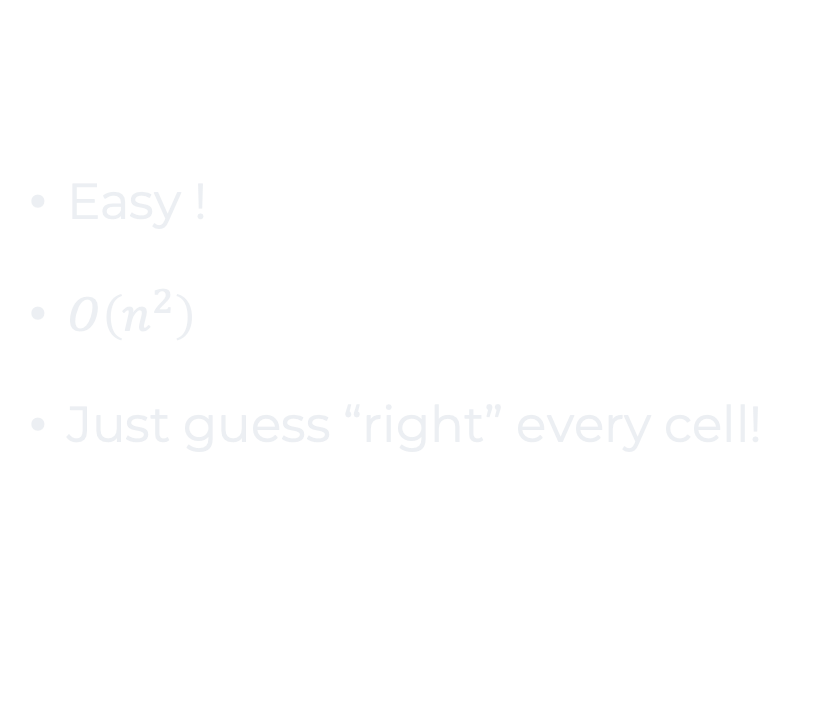 • Easy !
• O(n²)
• Just guess “right” every cell!